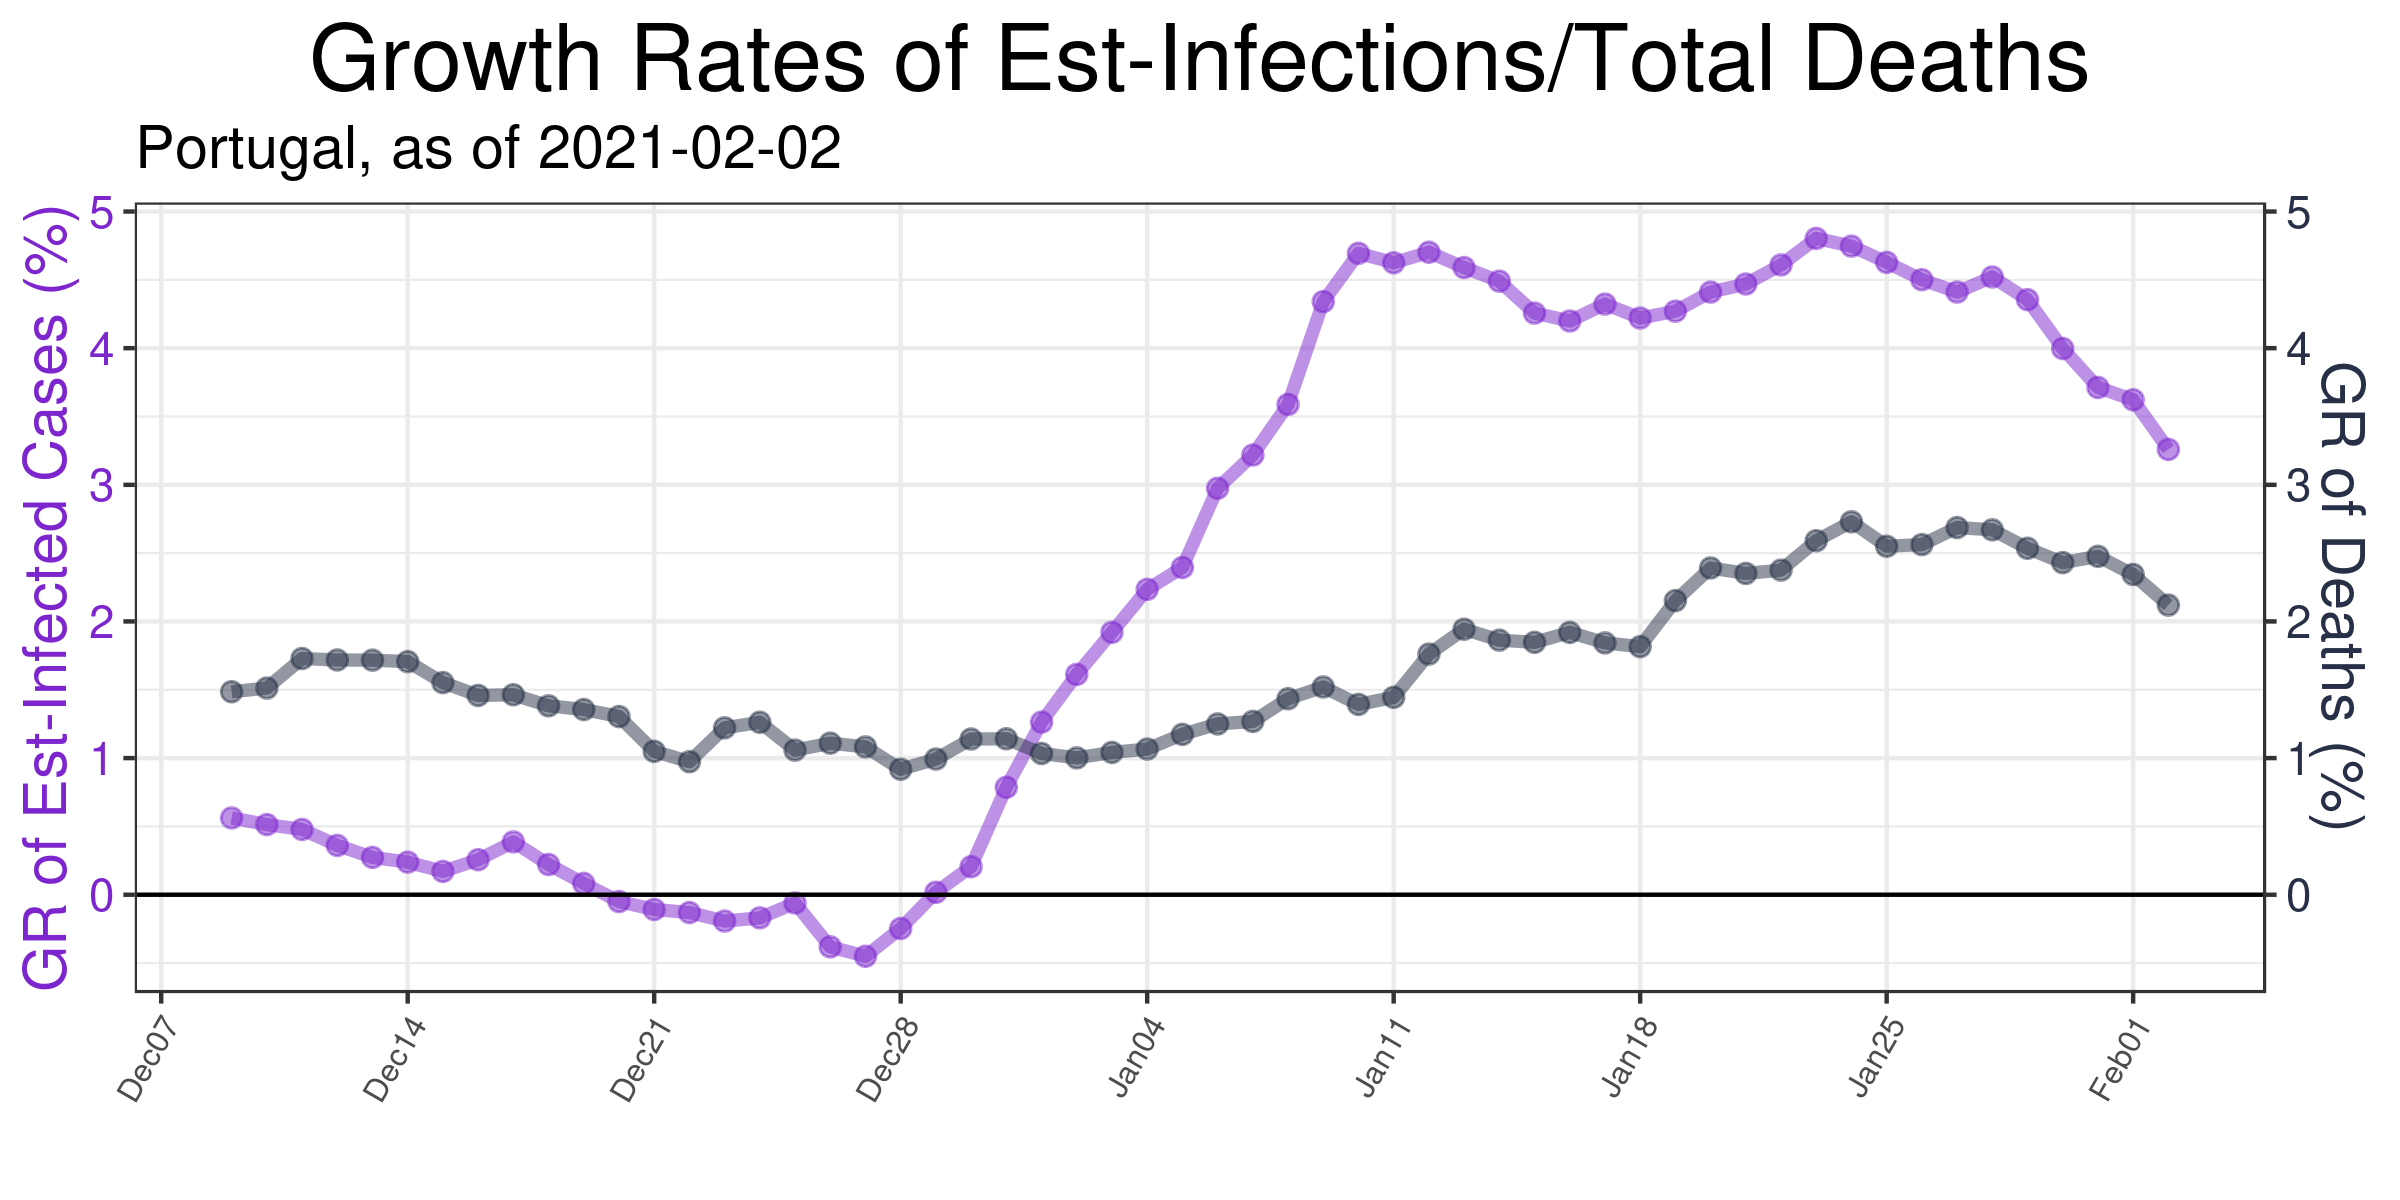 Growth Rates of Est-Infections/Total Deaths
Portugal, as of 2021-02-02
GR of Est-Infected Cases (%)
5
4
3
2
1
0
5
4
3
2
1
0
GR of Deaths (%)
Dec07
Dec14
Dec21
Dec28
Jan04
Jan11
Jan18
Jan25
Feb01